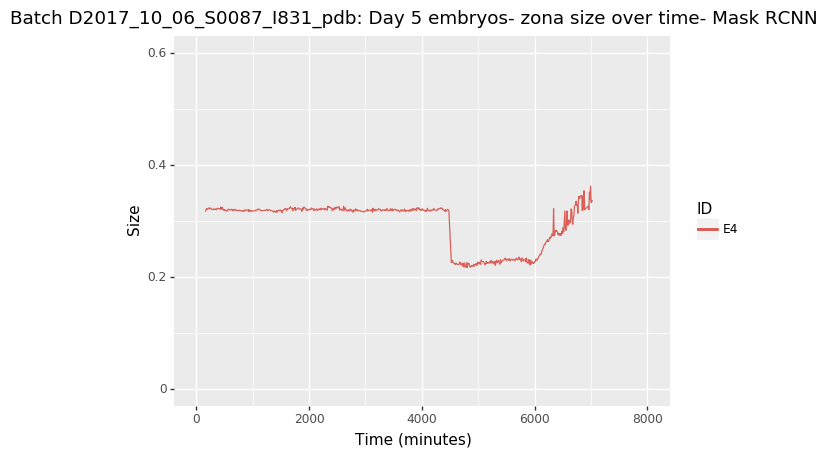 Batch D2017_10_06_S0087_I831_pdb: Day 5 embryos- zona size over time- Mask RCNN
0.6
0.4
0.2
0
Size
0 2000 4000 6000 8000
Time (minutes)
ID
E4